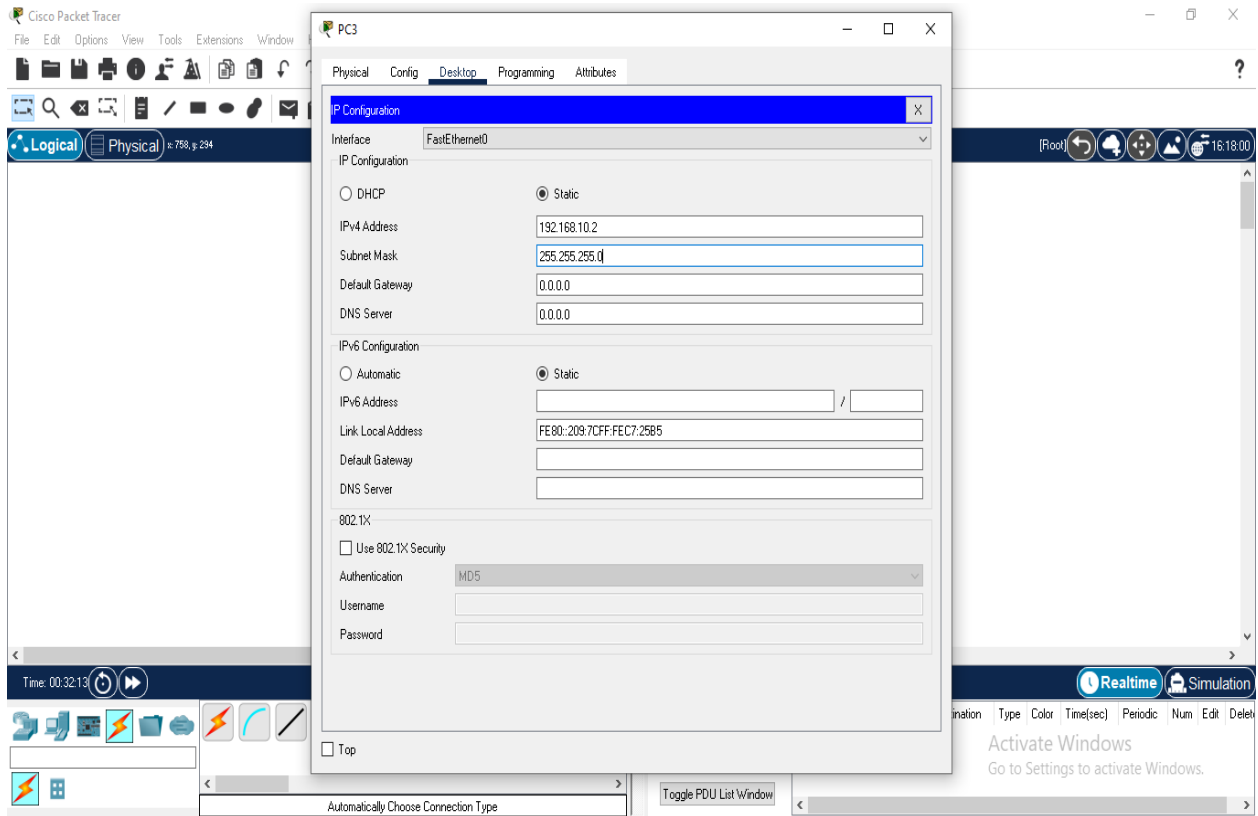 Cisco Packet Tracer
File Edit Options View Tools Extensions Window
Logical Physical x: 758, y: 294
[Root] 16:18:00
PC3
Physical Config Desktop Programming Attributes
IP Configuration X
Interface FastEthernet0
IP Configuration
DHCP Static
IPv4 Address 192.168.10.2
Subnet Mask 255.255.255.0
Default Gateway 0.0.0.0
DNS Server 0.0.0.0
IPv6 Configuration
Automatic Static
IPv6 Address /
Link Local Address FE80::209:7CFF:FEC7:25B5
Default Gateway
DNS Server
802.1X
Use 802.1X Security
Authentication MD5
Username
Password
Top
Time: 00:32:13
Realtime Simulation
ination Type Color Time(sec) Periodic Num Edit Delet
Activate Windows
Go to Settings to activate Windows.
Toggle PDU List Window
Automatically Choose Connection Type